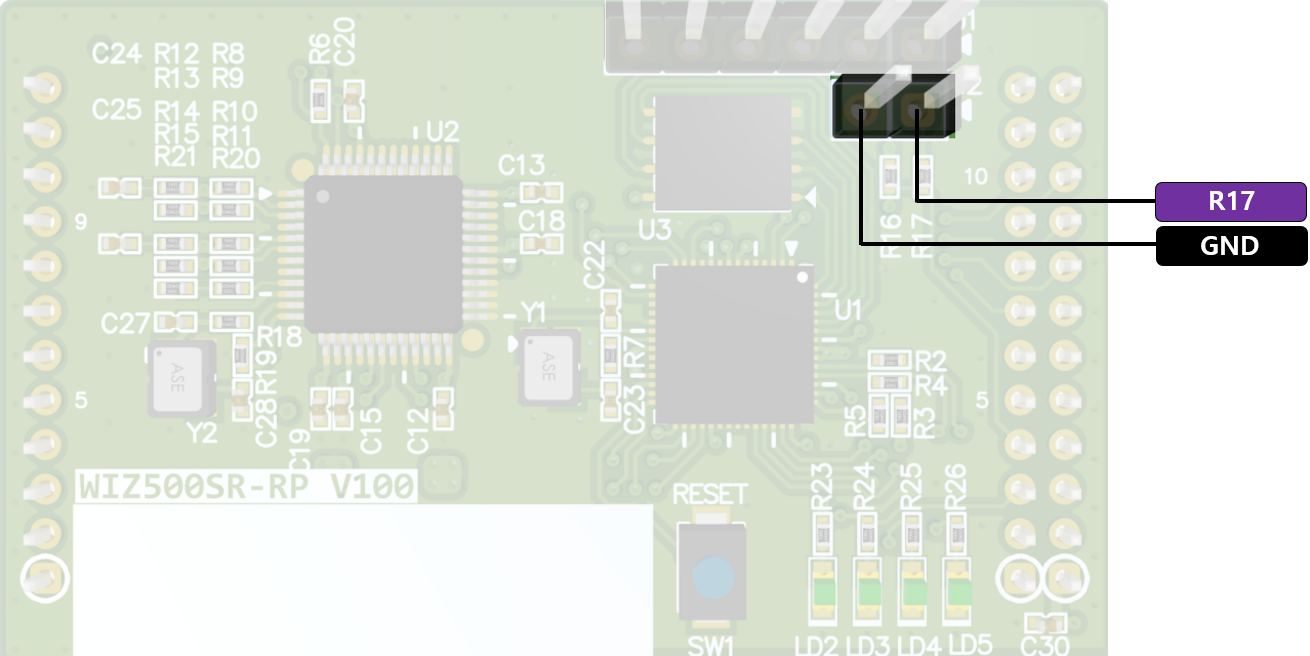 C24 R12 R8
R13 R9
C25 R14 R10
R15 R11
R21 R20
R6
C20
U2
C13
C18
9
10
R17
GND
R16
R17
U3
C22
Y1
U1
C27
R18
R19
R7
R2
R4
ASE
ASE
5
5
C28
C19
C15
C12
C23
R5
R3
Y2
WIZ500SR-RP V100
RESET
R23
R24
R25
R26
SW1
LD2 LD3 LD4 LD5
C30